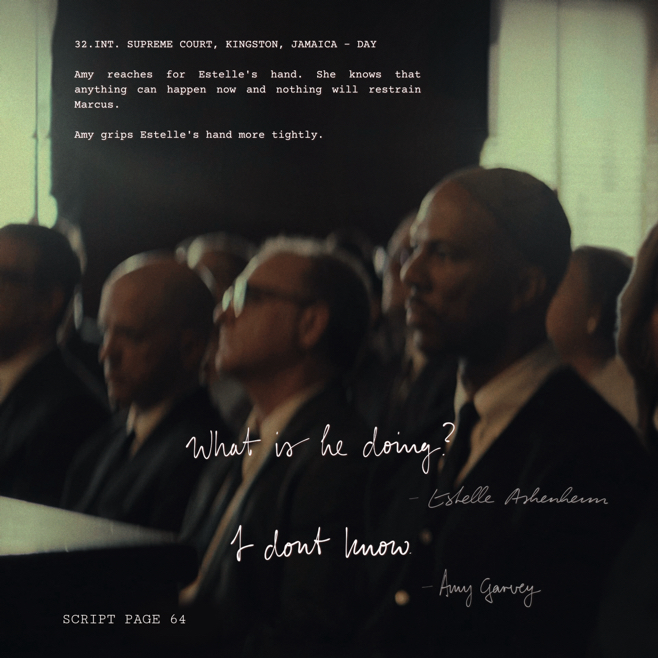 32.INT. SUPREME COURT, KINGSTON, JAMAICA - DAY
Amy reaches for Estelle's hand. She knows that
anything can happen now and nothing will restrain
Marcus.
Amy grips Estelle's hand more tightly.
What is he doing?
- Estelle Ashenheim
I dont know.
- Amy Garvey
SCRIPT PAGE 64